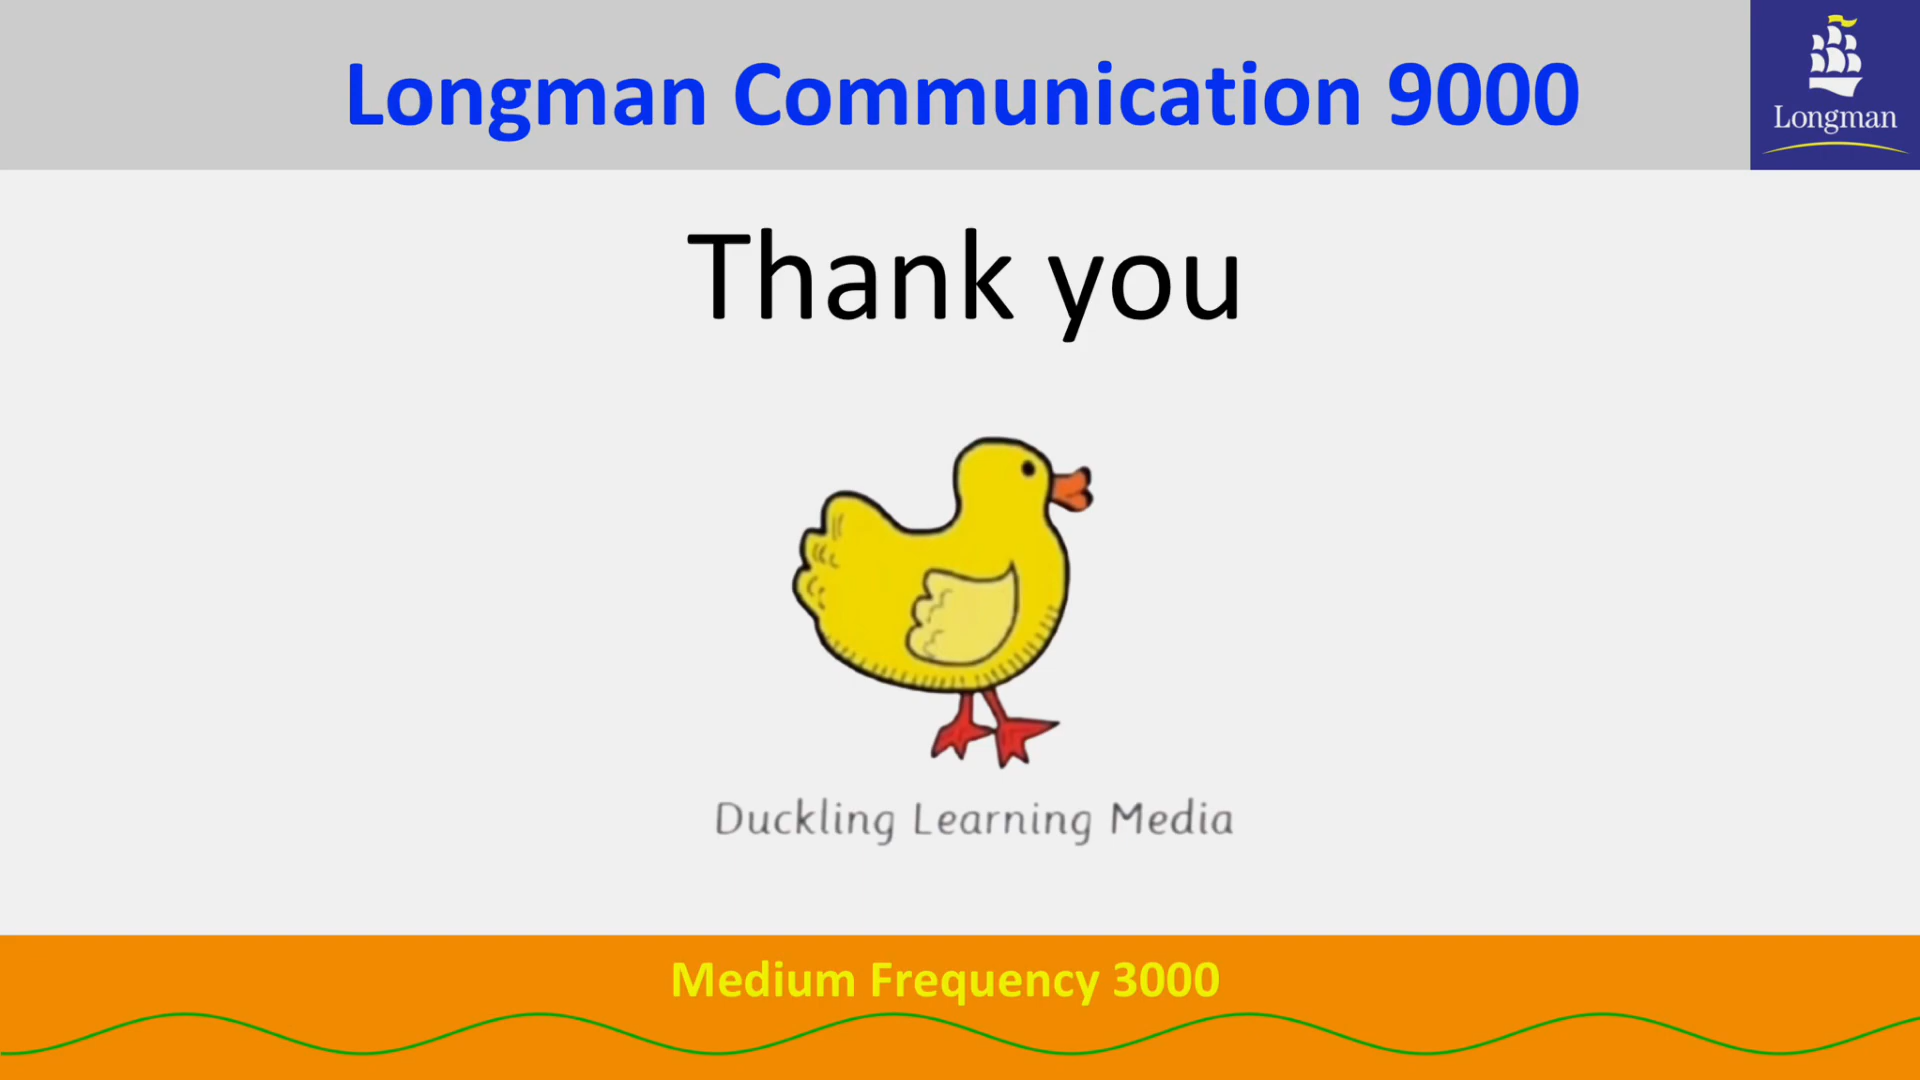 Longman Communication 9000
Longman
Thank you
Duckling Learning Media
Medium Frequency 3000